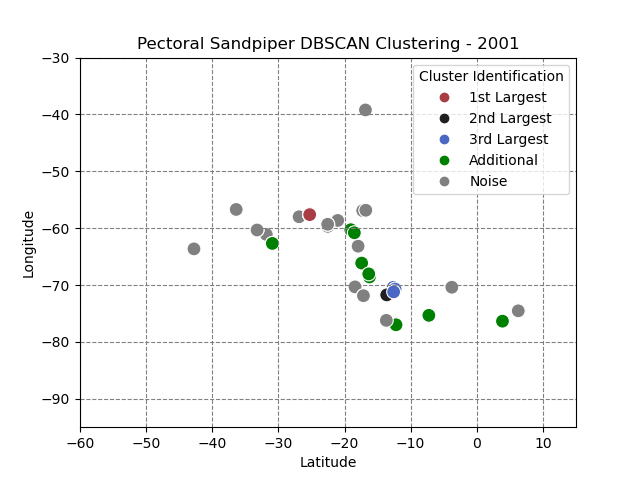 Pectoral Sandpiper DBSCAN Clustering - 2001
Cluster Identification
1st Largest
2nd Largest
3rd Largest
Additional
Noise
−30
−40
−50
−60
−70
−80
−90
Longitude
−60 −50 −40 −30 −20 −10 0 10
Latitude